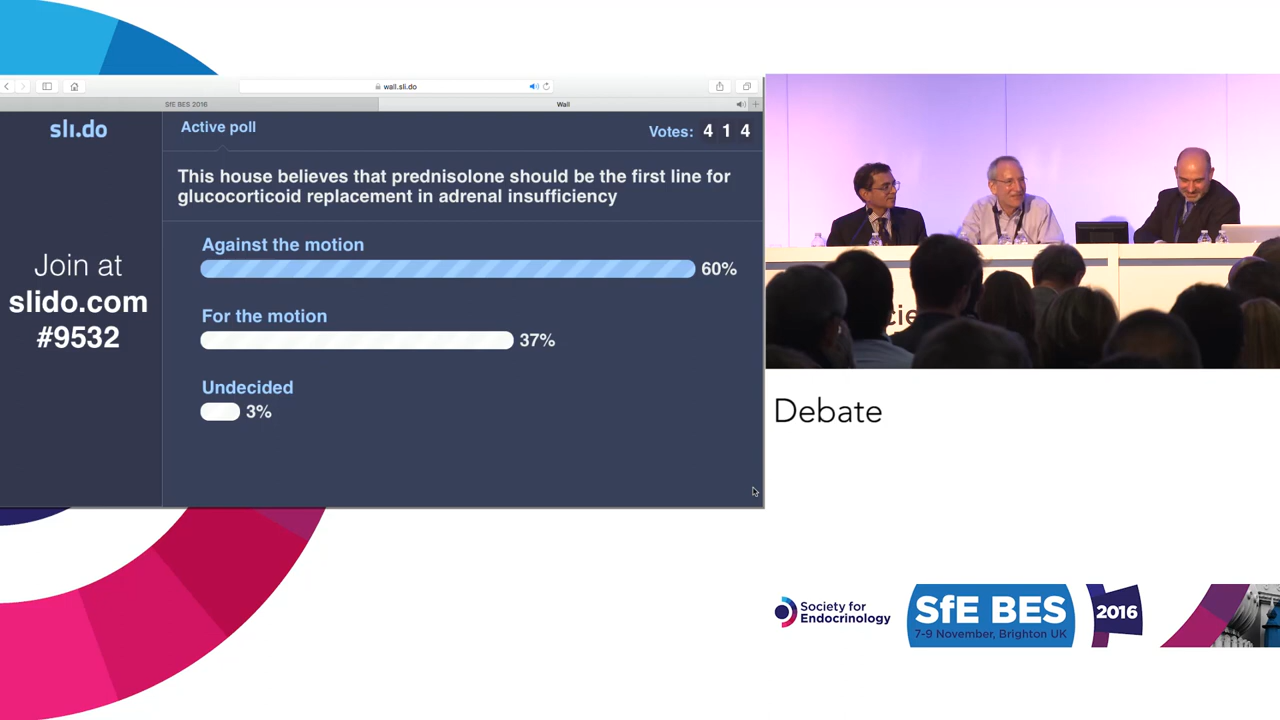 wall.sli.do
SfE BES 2016
Wall
sli.do
Active poll
Votes: 4 1 4
This house believes that prednisolone should be the first line for
glucocorticoid replacement in adrenal insufficiency
Against the motion
60%
For the motion
37%
Undecided
3%
Join at
slido.com
#9532
Debate
Society for
Endocrinology
SfE BES
7-9 November, Brighton UK
2016